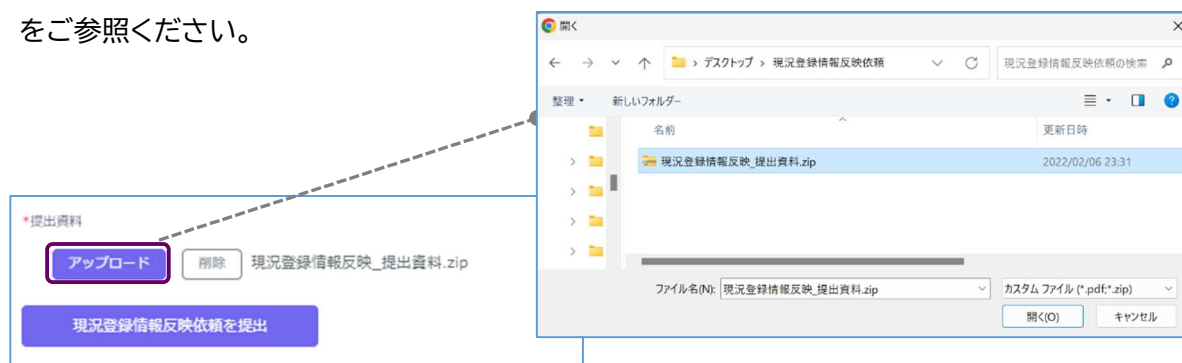 をご参照ください。
開く
デスクトップ > 現況登録情報反映依頼
現況登録情報反映依頼の検索
整理
新しいフォルダー
名前
更新日時
現況登録情報反映_提出資料.zip
2022/02/06 23:31
ファイル名(N):
現況登録情報反映_提出資料.zip
カスタム ファイル (*.pdf;*.zip)
開く(O)
キャンセル
*提出資料
アップロード
削除
現況登録情報反映_提出資料.zip
現況登録情報反映依頼を提出